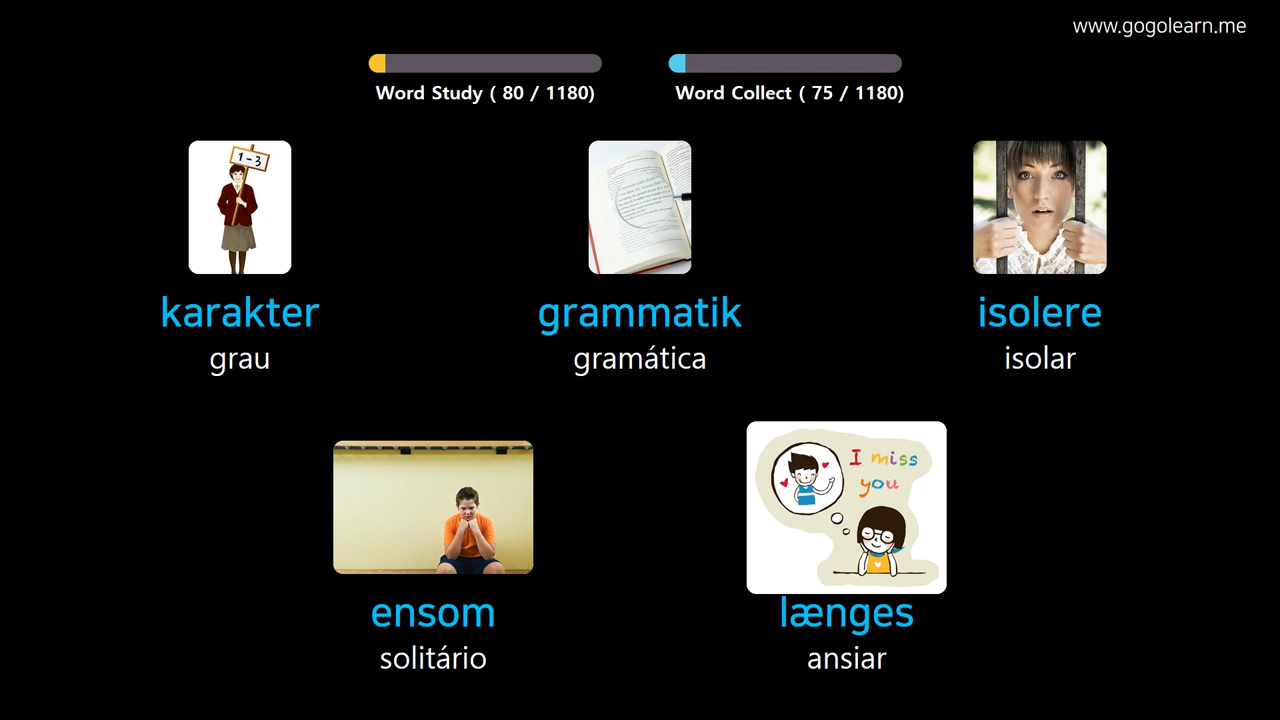 www.gogolearn.me
Word Study ( 80 / 1180)
Word Collect ( 75 / 1180)
1-3
karakter
grau
grammatik
gramática
isolere
isolar
I miss
you
ensom
solitário
længes
ansiar